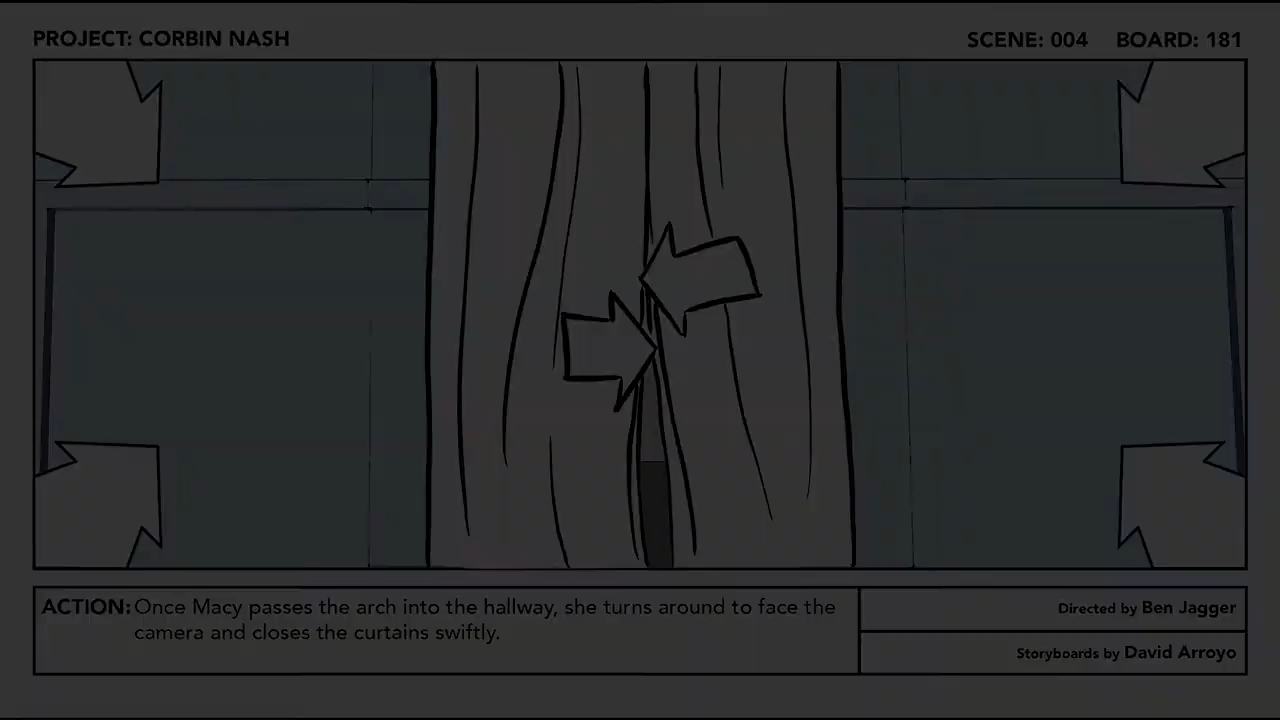 PROJECT: CORBIN NASH
SCENE: 004 BOARD: 181
ACTION: Once Macy passes the arch into the hallway, she turns around to face the
camera and closes the curtains swiftly.
Directed by Ben Jagger
Storyboards by David Arroyo